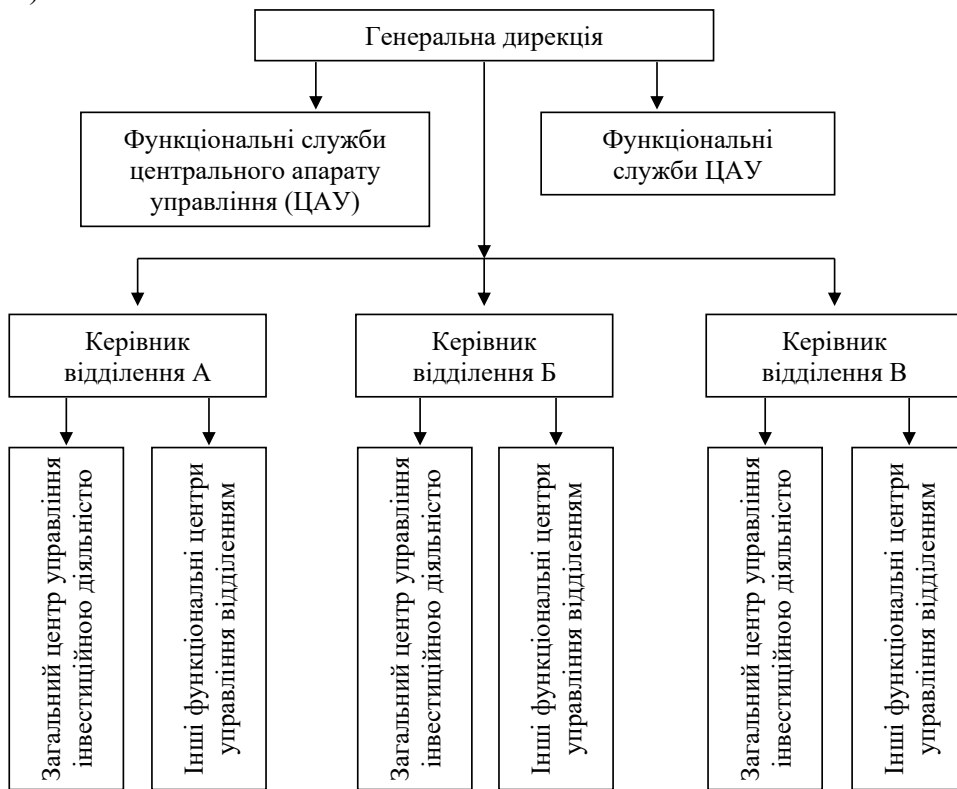 )
Генеральна дирекція
Функціональні служби
центрального апарату
управління (ЦАУ)
Функціональні
служби ЦАУ
Керівник
відділення А
Керівник
відділення Б
Керівник
відділення В
Загальний центр управління
інвестиційною діяльністю
Інші функціональні центри
управління відділенням
Загальний центр управління
інвестиційною діяльністю
Інші функціональні центри
управління відділенням
Загальний центр управління
інвестиційною діяльністю
Інші функціональні центри
управління відділенням